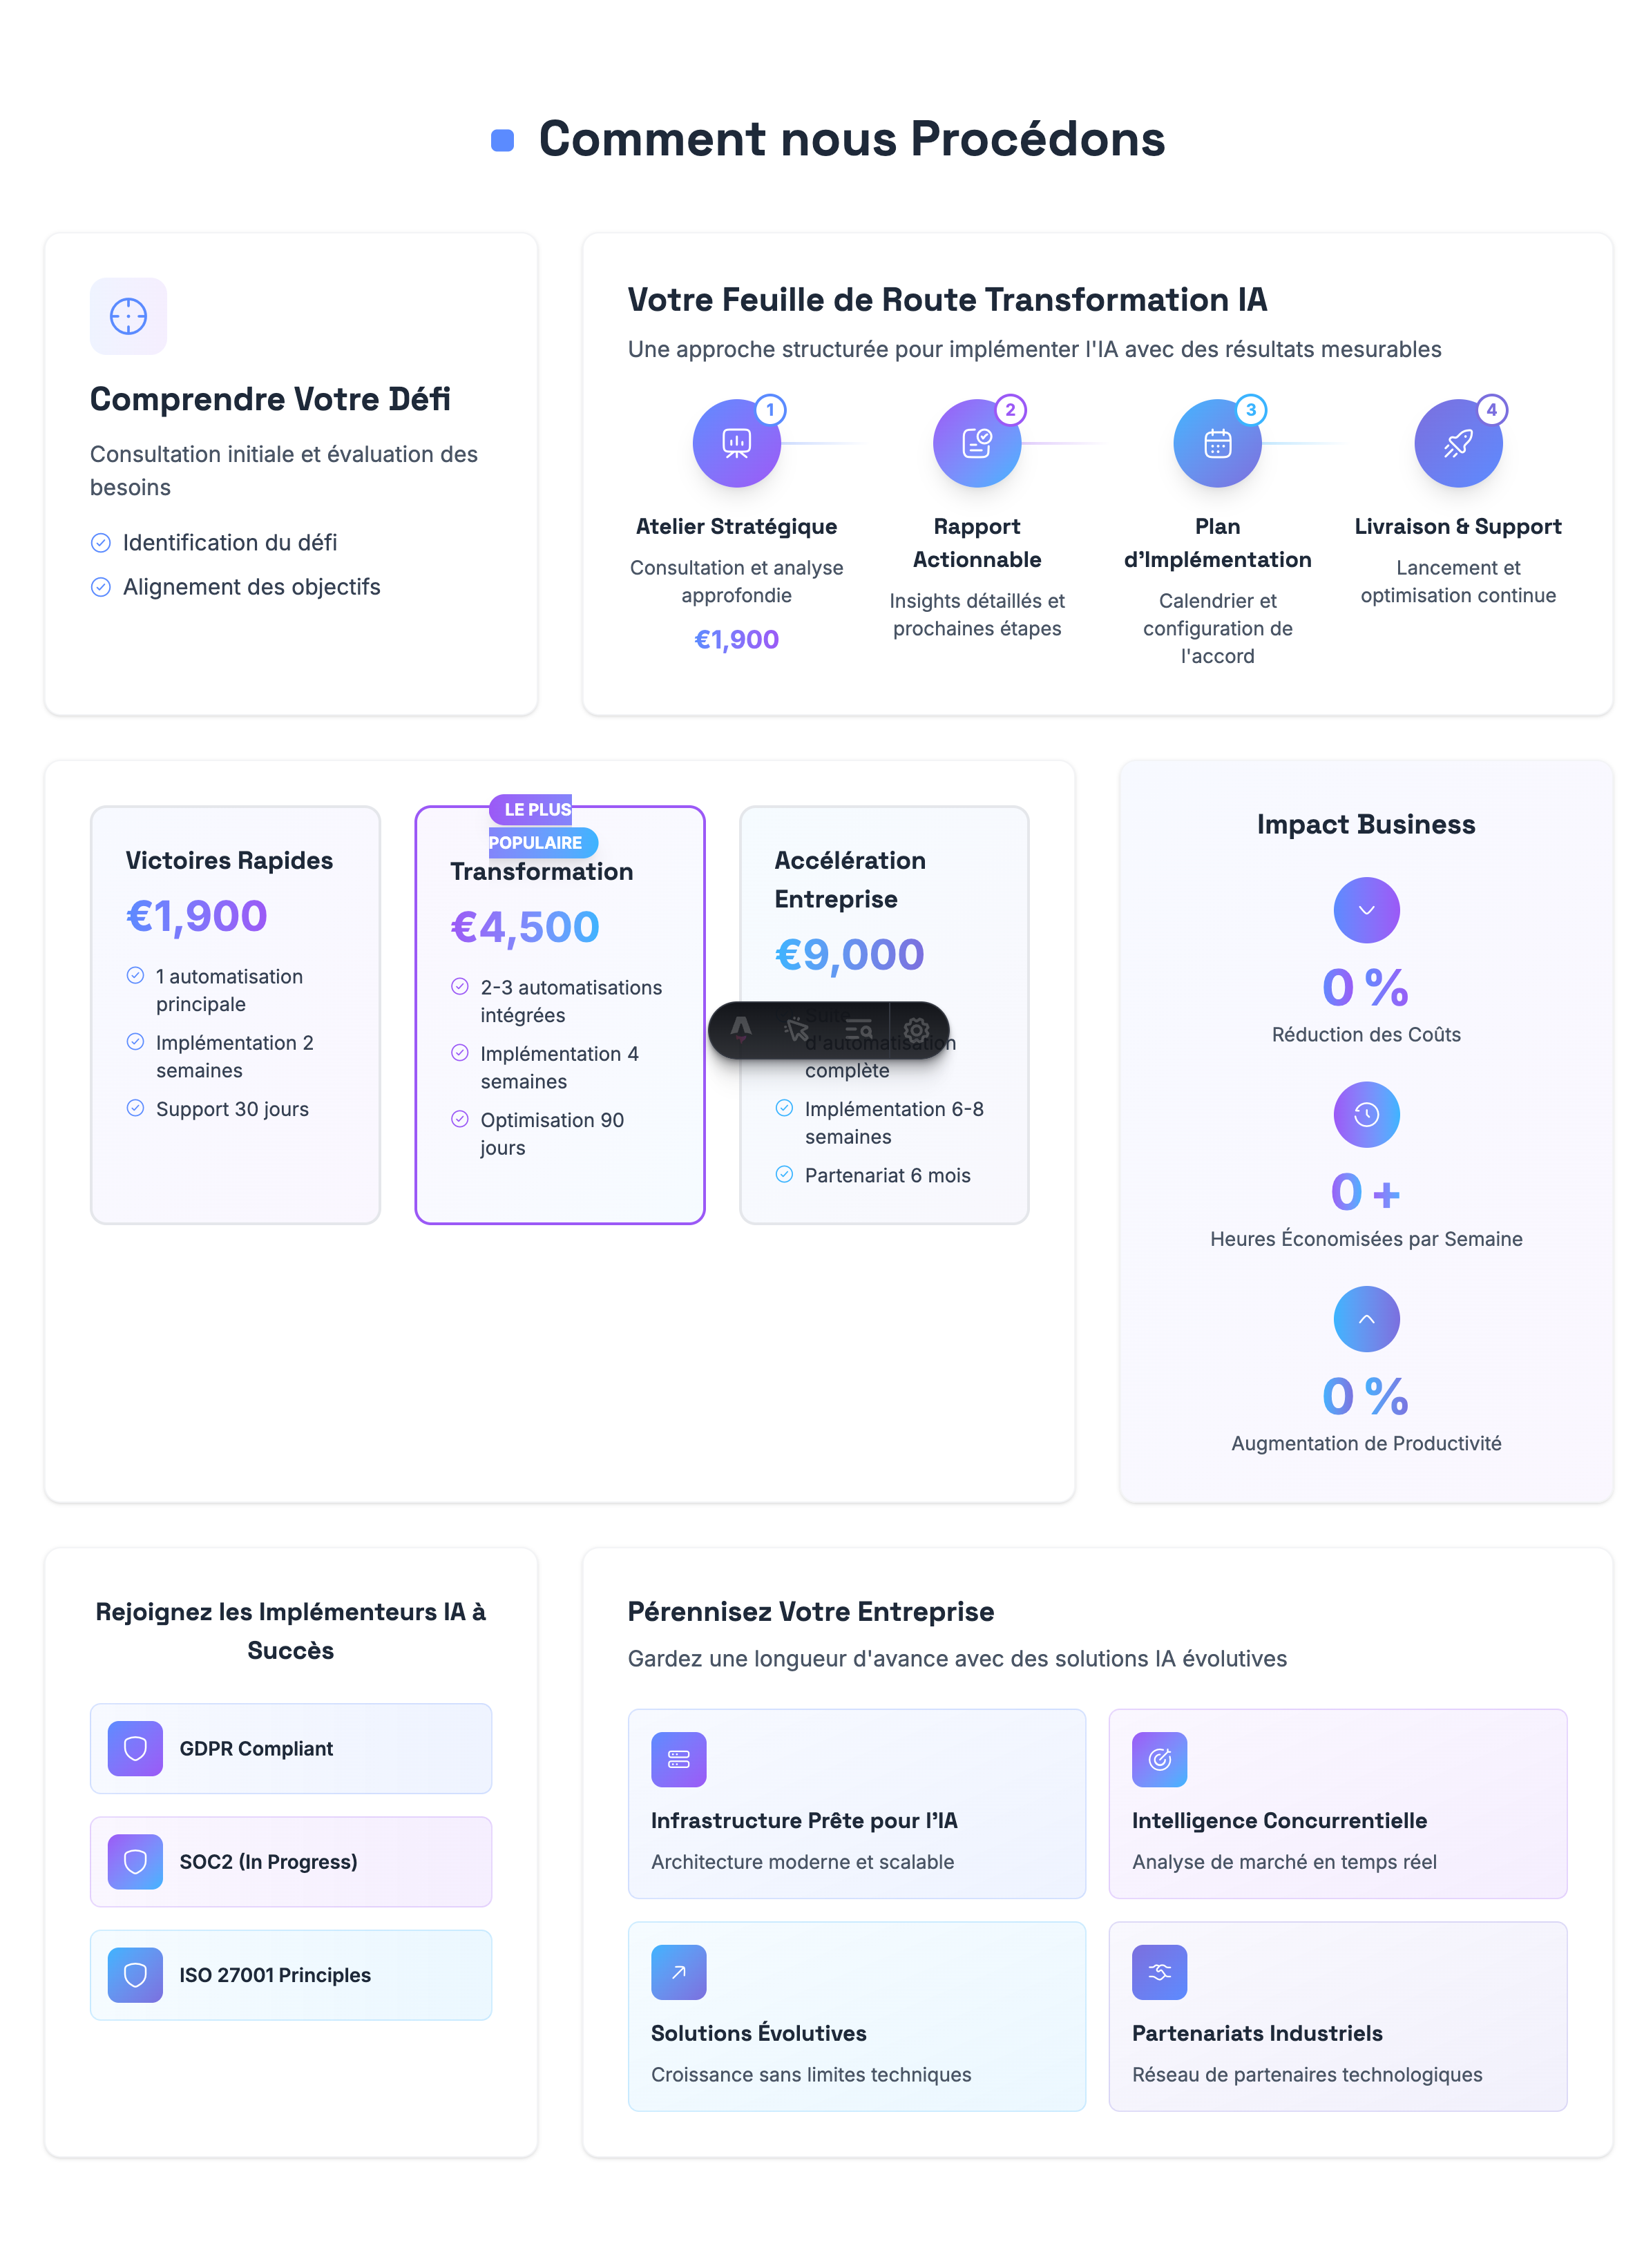 Comment nous Procédons
Comprendre Votre Défi
Consultation initiale et évaluation des
besoins
Identification du défi
Alignement des objectifs
Votre Feuille de Route Transformation IA
Une approche structurée pour implémenter l'IA avec des résultats mesurables
1
Atelier Stratégique
Consultation et analyse
approfondie
€1,900
2
Rapport
Actionnable
Insights détaillés et
prochaines étapes
3
Plan
d'Implémentation
Calendrier et
configuration de
l'accord
4
Livraison & Support
Lancement et
optimisation continue
Victoires Rapides
€1,900
1 automatisation
principale
Implémentation 2
semaines
Support 30 jours
LE PLUS
POPULAIRE
Transformation
€4,500
2-3 automatisations
intégrées
Implémentation 4
semaines
Optimisation 90
jours
Accélération
Entreprise
€9,000
Suite
d'automatisation
complète
Implémentation 6-8
semaines
Partenariat 6 mois
Impact Business
0 %
Réduction des Coûts
0 +
Heures Économisées par Semaine
0 %
Augmentation de Productivité
Rejoignez les Implémenteurs IA à
Succès
GDPR Compliant
SOC2 (In Progress)
ISO 27001 Principles
Pérennisez Votre Entreprise
Gardez une longueur d'avance avec des solutions IA évolutives
Infrastructure Prête pour l'IA
Architecture moderne et scalable
Intelligence Concurrentielle
Analyse de marché en temps réel
Solutions Évolutives
Croissance sans limites techniques
Partenariats Industriels
Réseau de partenaires technologiques